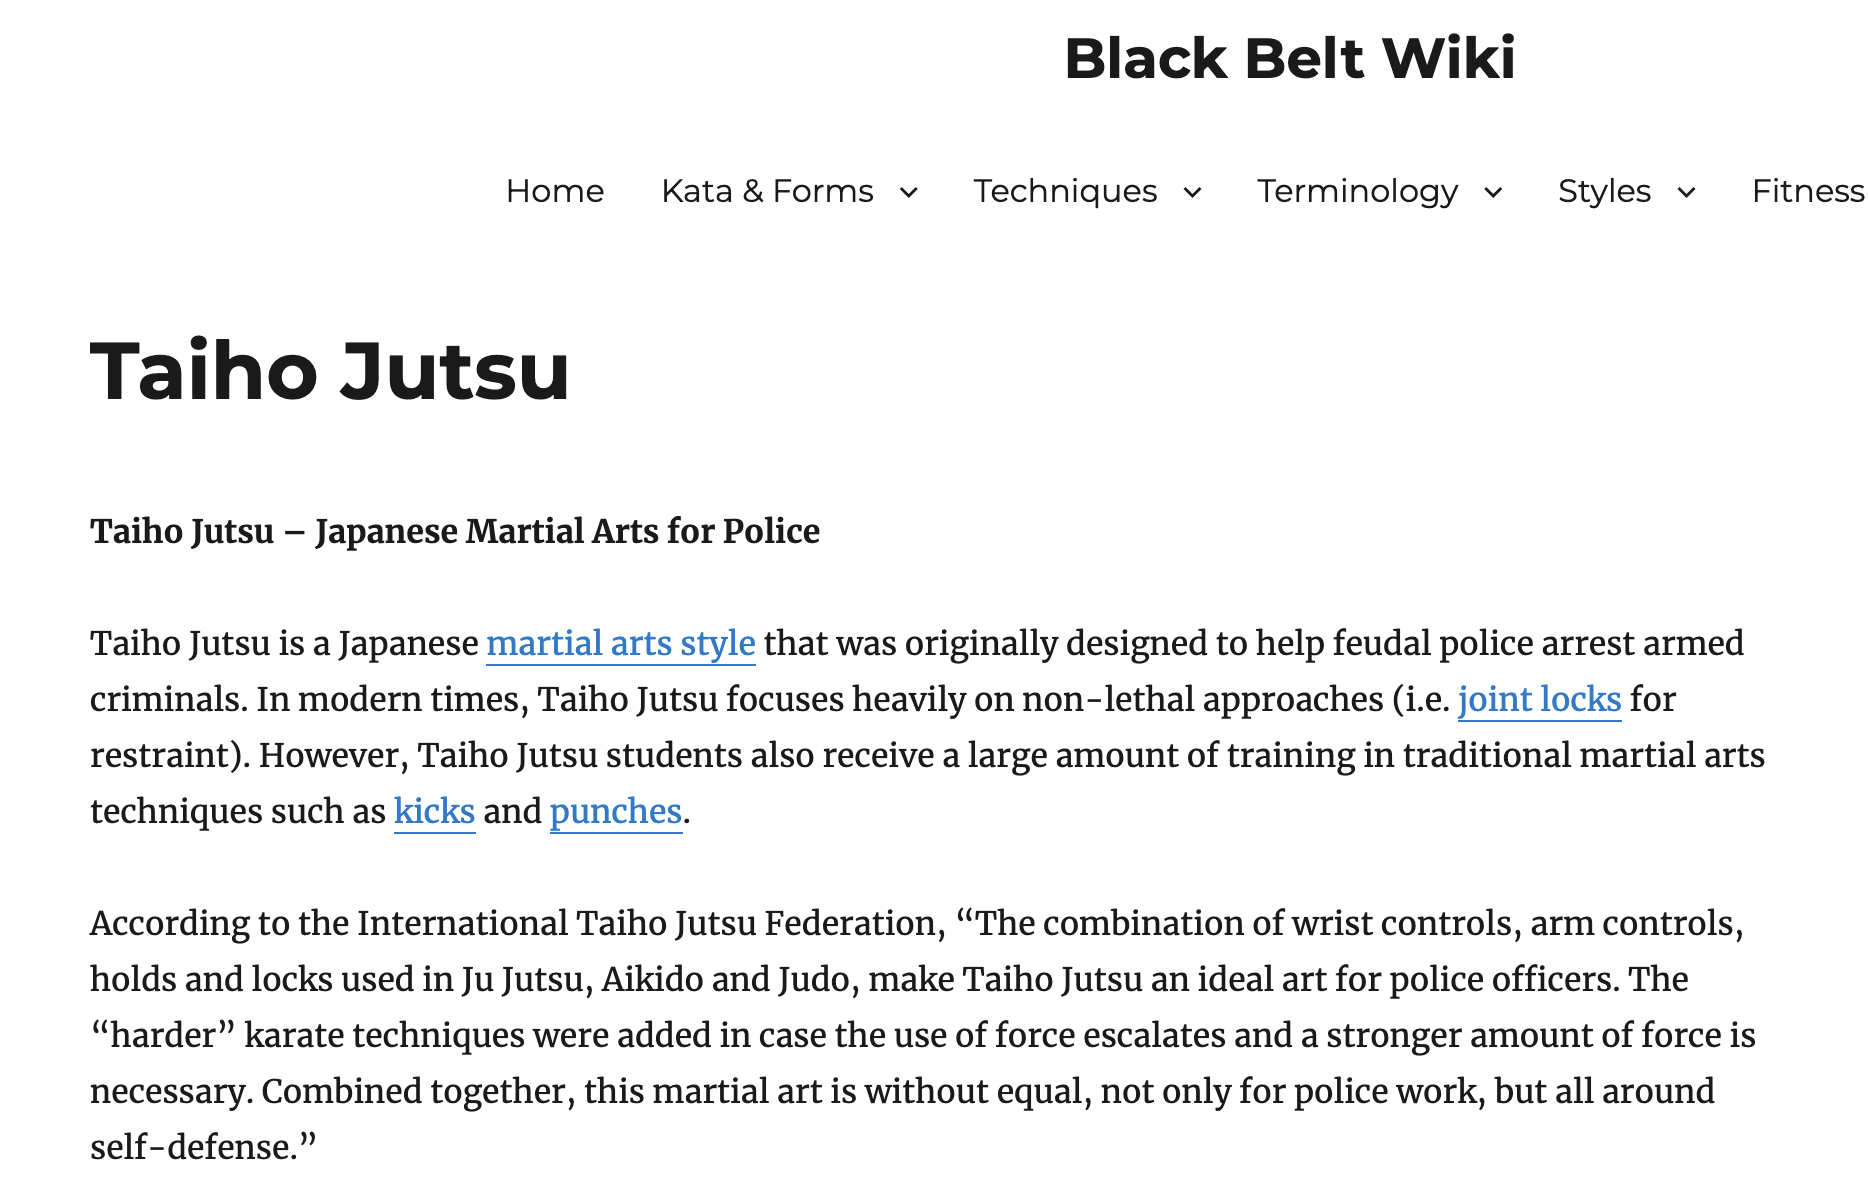 Black Belt Wiki
Home Kata & Forms Techniques Terminology Styles Fitness
Taiho Jutsu
Taiho Jutsu – Japanese Martial Arts for Police
Taiho Jutsu is a Japanese martial arts style that was originally designed to help feudal police arrest armed
criminals. In modern times, Taiho Jutsu focuses heavily on non-lethal approaches (i.e. joint locks for
restraint). However, Taiho Jutsu students also receive a large amount of training in traditional martial arts
techniques such as kicks and punches.
According to the International Taiho Jutsu Federation, “The combination of wrist controls, arm controls,
holds and locks used in Ju Jutsu, Aikido and Judo, make Taiho Jutsu an ideal art for police officers. The
“harder” karate techniques were added in case the use of force escalates and a stronger amount of force is
necessary. Combined together, this martial art is without equal, not only for police work, but all around
self-defense.”